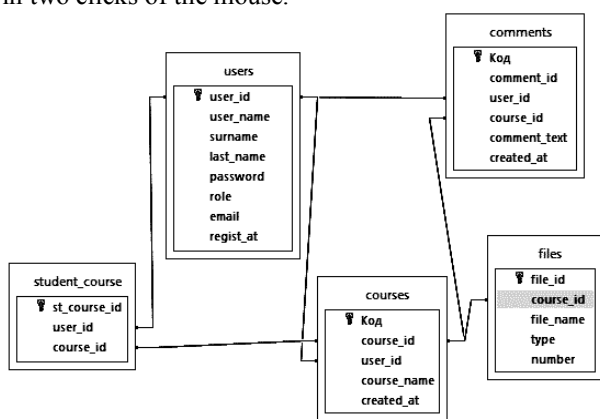 in two clicks of the mouse.
comments
Код
comment_id
user_id
course_id
comment_text
created_at
users
user_id
user_name
surname
last_name
password
role
email
regist_at
student_course
st_course_id
user_id
course_id
courses
Код
course_id
user_id
course_name
created_at
files
file_id
course_id
file_name
type
number